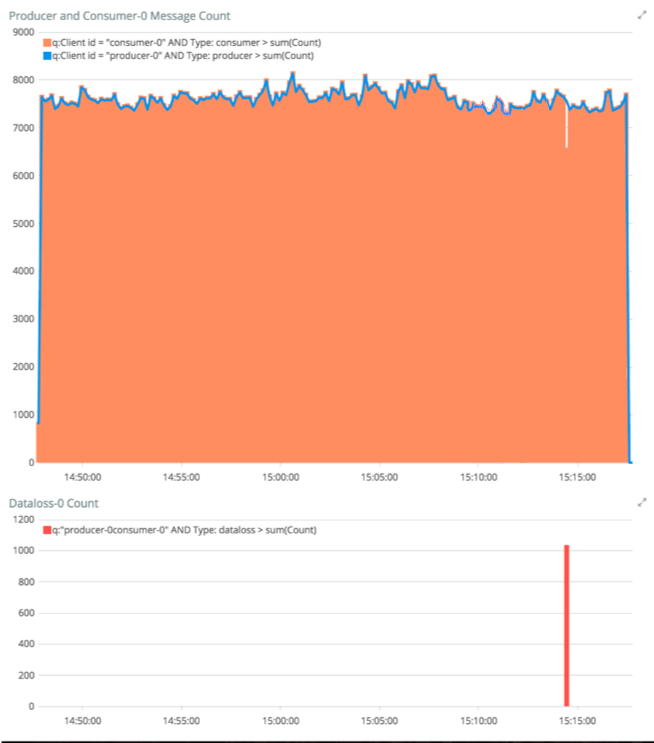 Producer and Consumer-0 Message Count
9000
q:Client id = "consumer-0" AND Type: consumer > sum(Count)
q:Client id = "producer-0" AND Type: producer > sum(Count)
8000
7000
6000
5000
4000
3000
2000
1000
0
14:50:00 14:55:00 15:00:00 15:05:00 15:10:00 15:15:00
Dataloss-0 Count
1200
q:"producer-0consumer-0" AND Type: dataloss > sum(Count)
1000
800
600
400
200
0
14:50:00 14:55:00 15:00:00 15:05:00 15:10:00 15:15:00